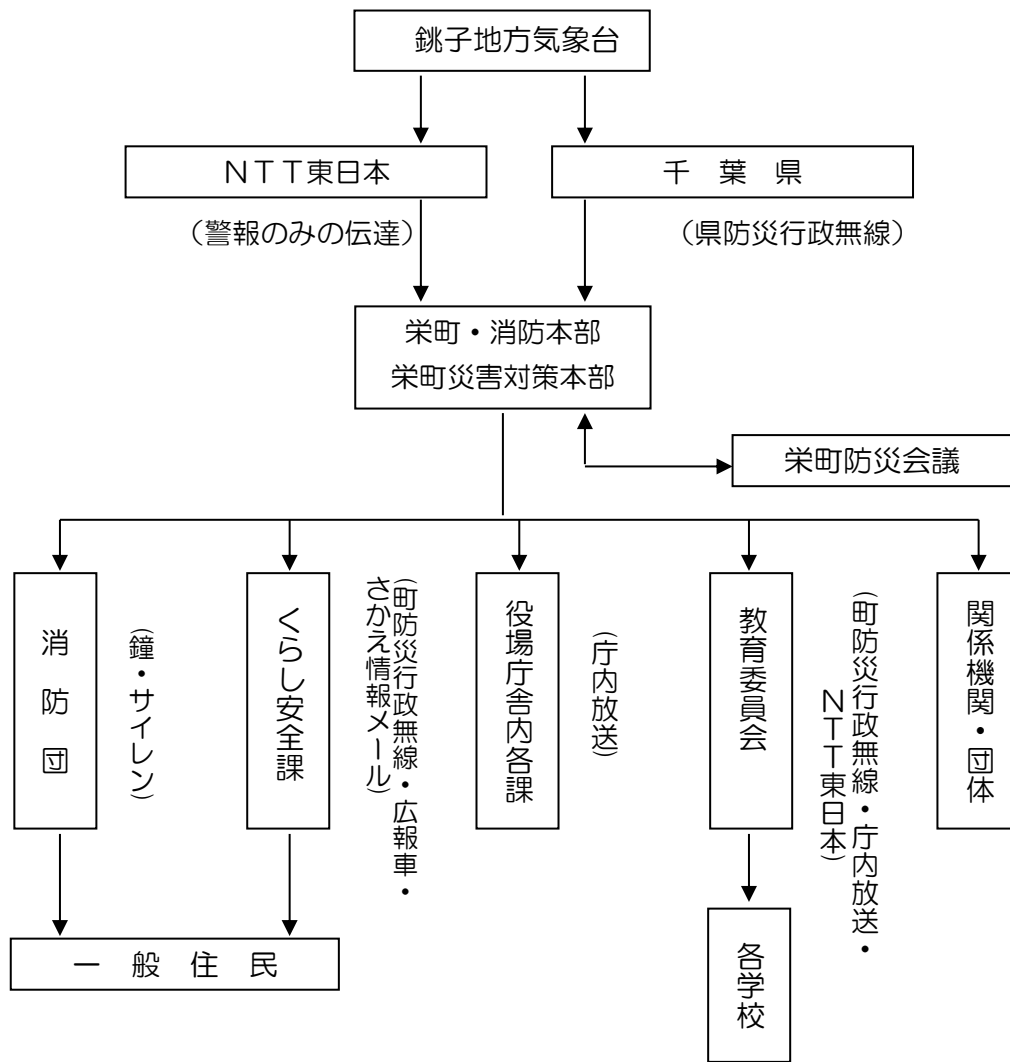 銚子地方気象台
ＮＴＴ東日本
千　葉　県
（警報のみの伝達）
（県防災行政無線）
栄町・消防本部
栄町災害対策本部
栄町防災会議
消防団
（鐘・サイレン）
くらし安全課
（町防災行政無線・広報車・
さかえ情報メール）
役場庁舎内各課
（庁内放送）
教育委員会
（町防災行政無線・庁内放送・
ＮＴＴ東日本）
関係機関・団体
一　般　住　民
各学校